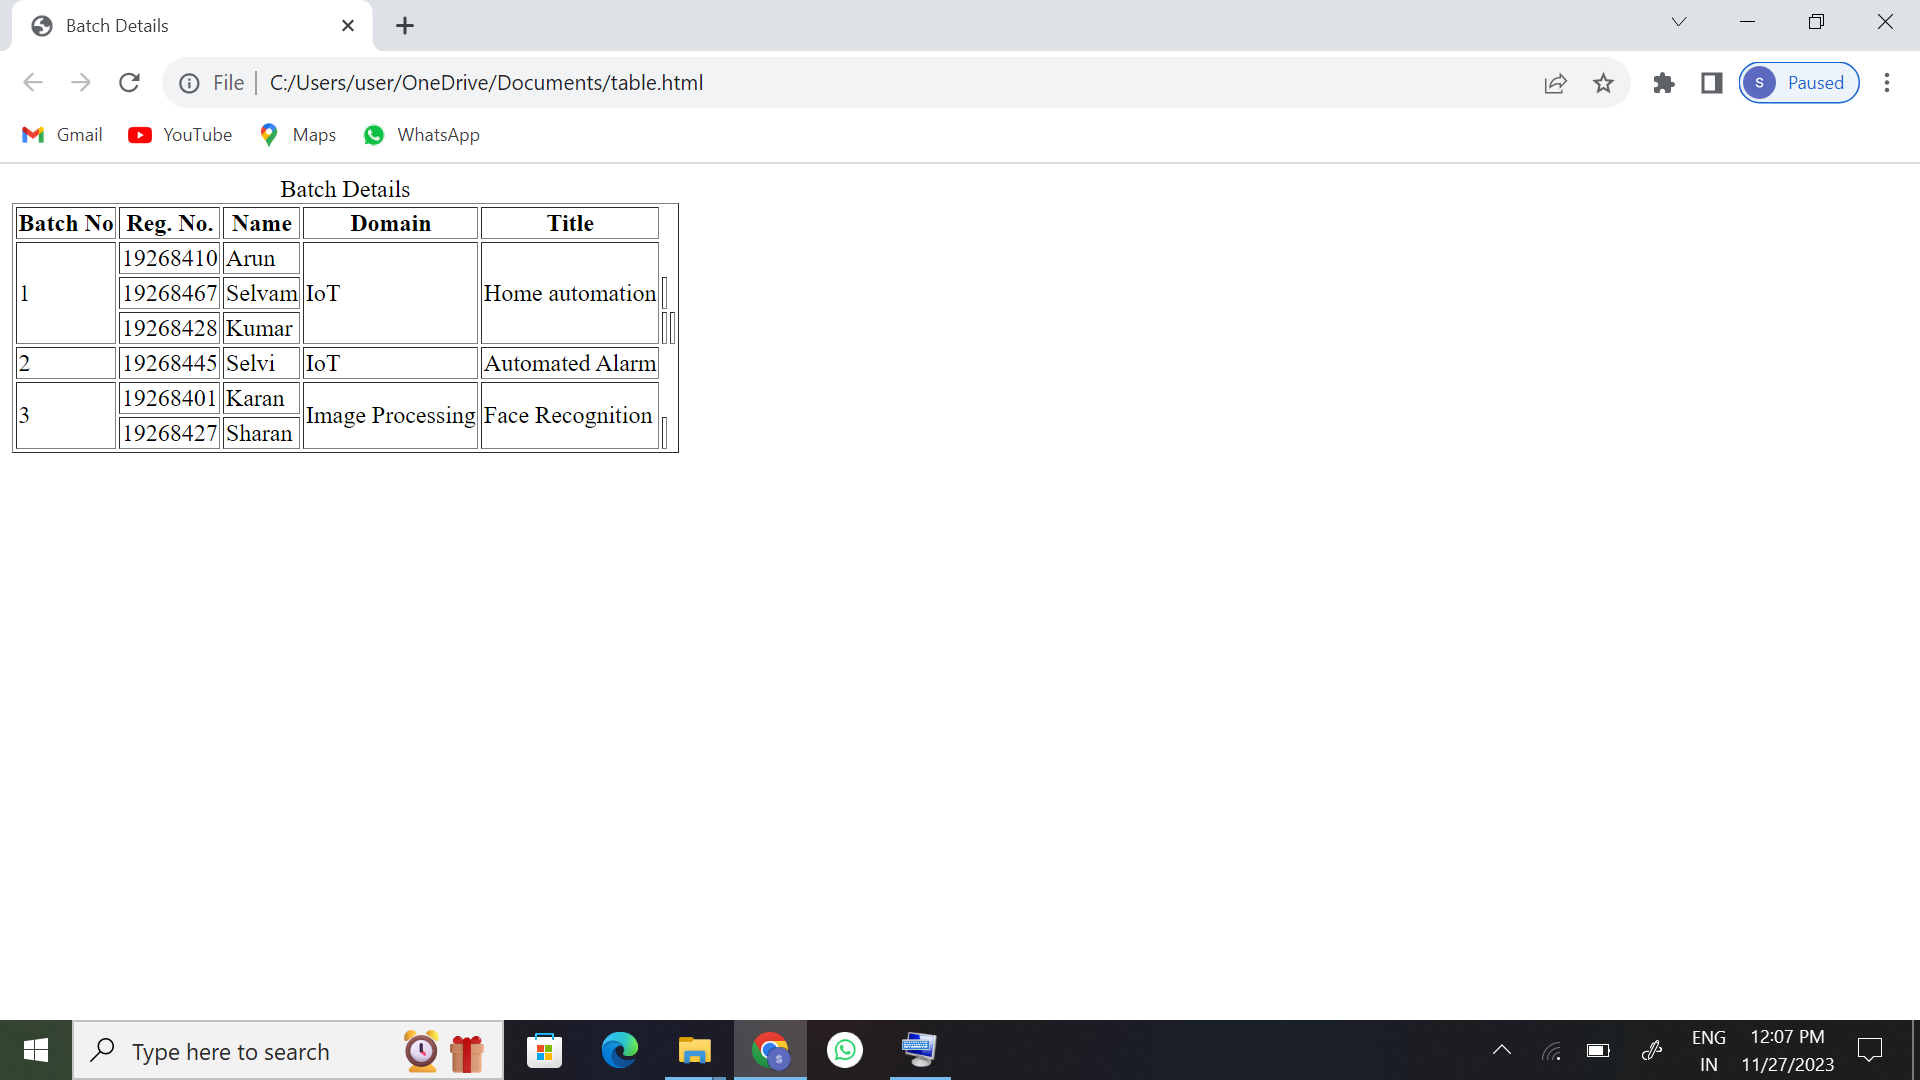 Batch Details
File C:/Users/user/OneDrive/Documents/table.html
S Paused
Gmail YouTube Maps WhatsApp
Batch Details
Batch No Reg. No. Name Domain Title
1 19268410 Arun IoT Home automation
19268467 Selvam
19268428 Kumar
2 19268445 Selvi IoT Automated Alarm
3 19268401 Karan Image Processing Face Recognition
19268427 Sharan
Type here to search
S
ENG
IN
12:07 PM
11/27/2023